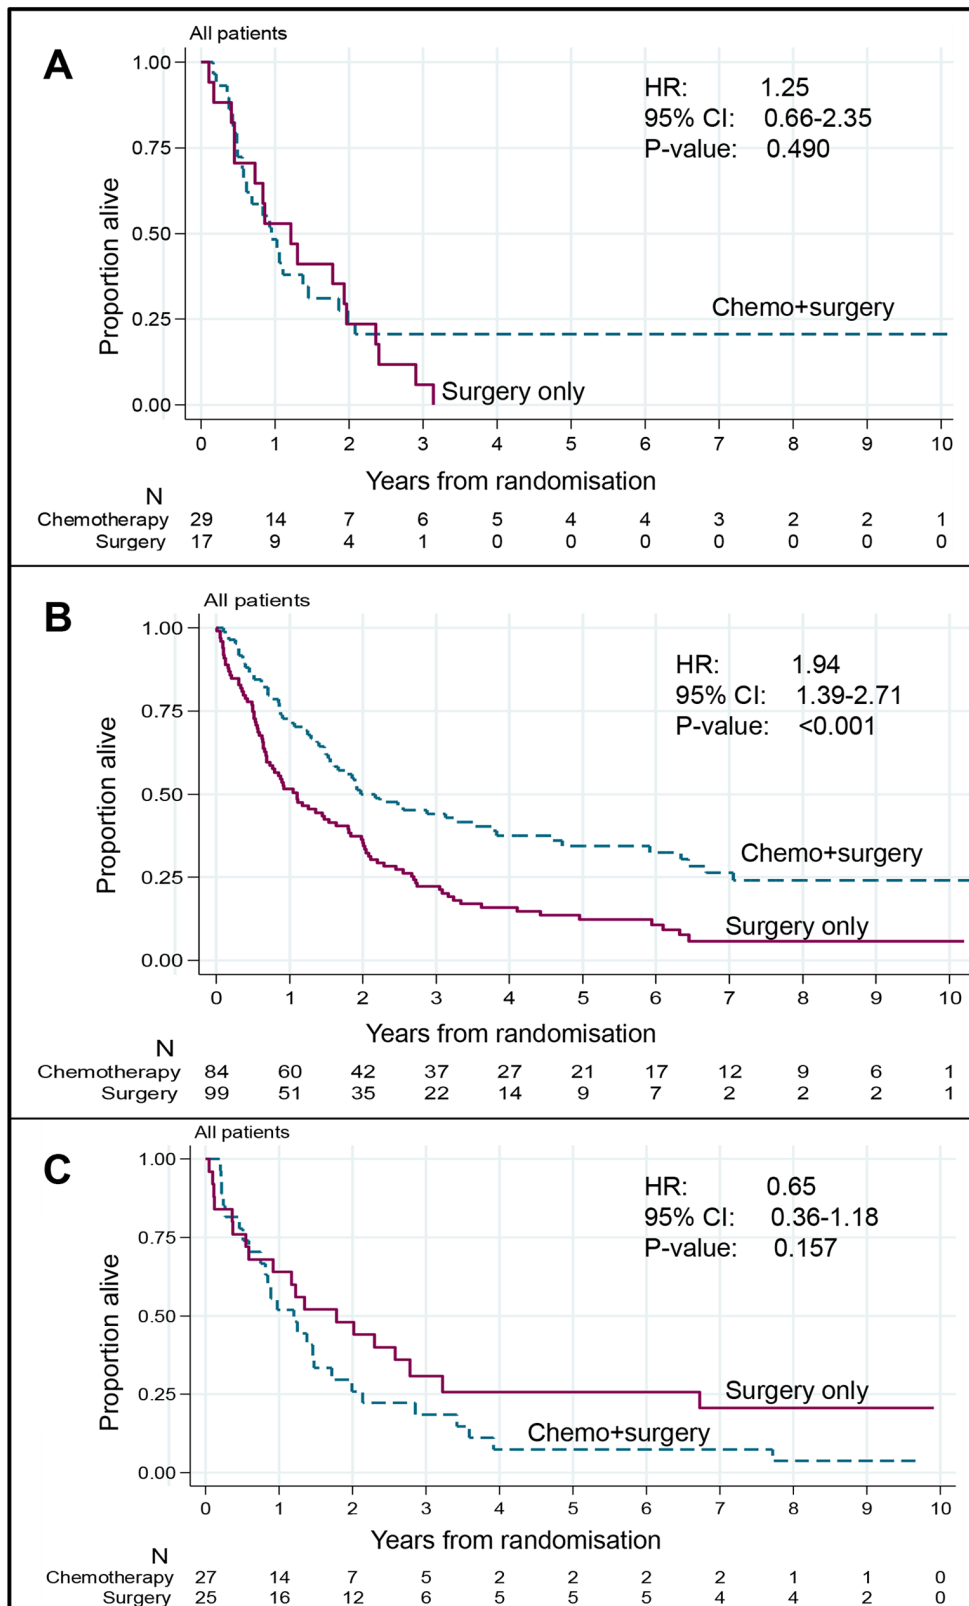 All patients
A
1.00
0.75
0.50
0.25
0.00
Proportion alive
HR: 1.25
95% CI: 0.66-2.35
P-value: 0.490
Chemo+surgery
Surgery only
0 1 2 3 4 5 6 7 8 9 10
Years from randomisation
N
Chemotherapy 29 14 7 6 5 4 4 3 2 2 1
Surgery 17 9 4 1 0 0 0 0 0 0 0
All patients
B
1.00
0.75
0.50
0.25
0.00
Proportion alive
HR: 1.94
95% CI: 1.39-2.71
P-value: <0.001
Chemo+surgery
Surgery only
0 1 2 3 4 5 6 7 8 9 10
Years from randomisation
N
Chemotherapy 84 60 42 37 27 21 17 12 9 6 1
Surgery 99 51 35 22 14 9 7 2 2 2 1
All patients
C
1.00
0.75
0.50
0.25
0.00
Proportion alive
HR: 0.65
95% CI: 0.36-1.18
P-value: 0.157
Surgery only
Chemo+surgery
0 1 2 3 4 5 6 7 8 9 10
Years from randomisation
N
Chemotherapy 27 14 7 5 2 2 2 2 1 1 0
Surgery 25 16 12 6 5 5 5 4 4 2 0